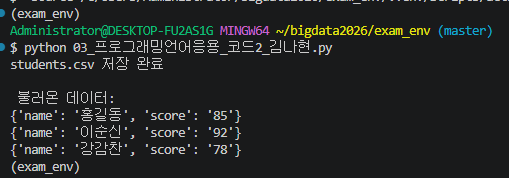 (exam_env)
Administrator@DESKTOP-FU2AS1G MINGW64 ~/bigdata2026/exam_env (master)
$ python 03_프로그래밍언어응용_코드2_김나현.py
students.csv 저장 완료
불러온 데이터:
{'name': '홍길동', 'score': '85'}
{'name': '이순신', 'score': '92'}
{'name': '강감찬', 'score': '78'}
(exam_env)